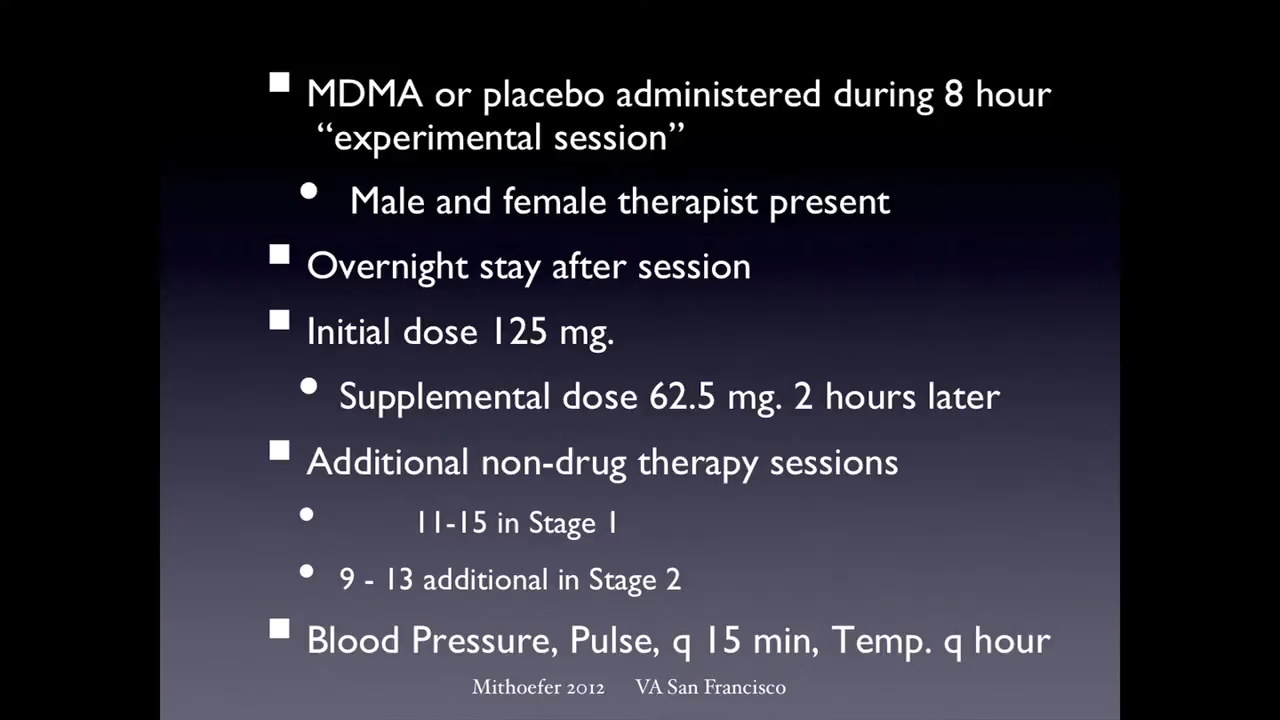 ■ MDMA or placebo administered during 8 hour
“experimental session”
• Male and female therapist present
■ Overnight stay after session
■ Initial dose 125 mg.
• Supplemental dose 62.5 mg. 2 hours later
■ Additional non-drug therapy sessions
• 11-15 in Stage 1
• 9 - 13 additional in Stage 2
■ Blood Pressure, Pulse, q 15 min, Temp. q hour
Mithoefer 2012 VA San Francisco